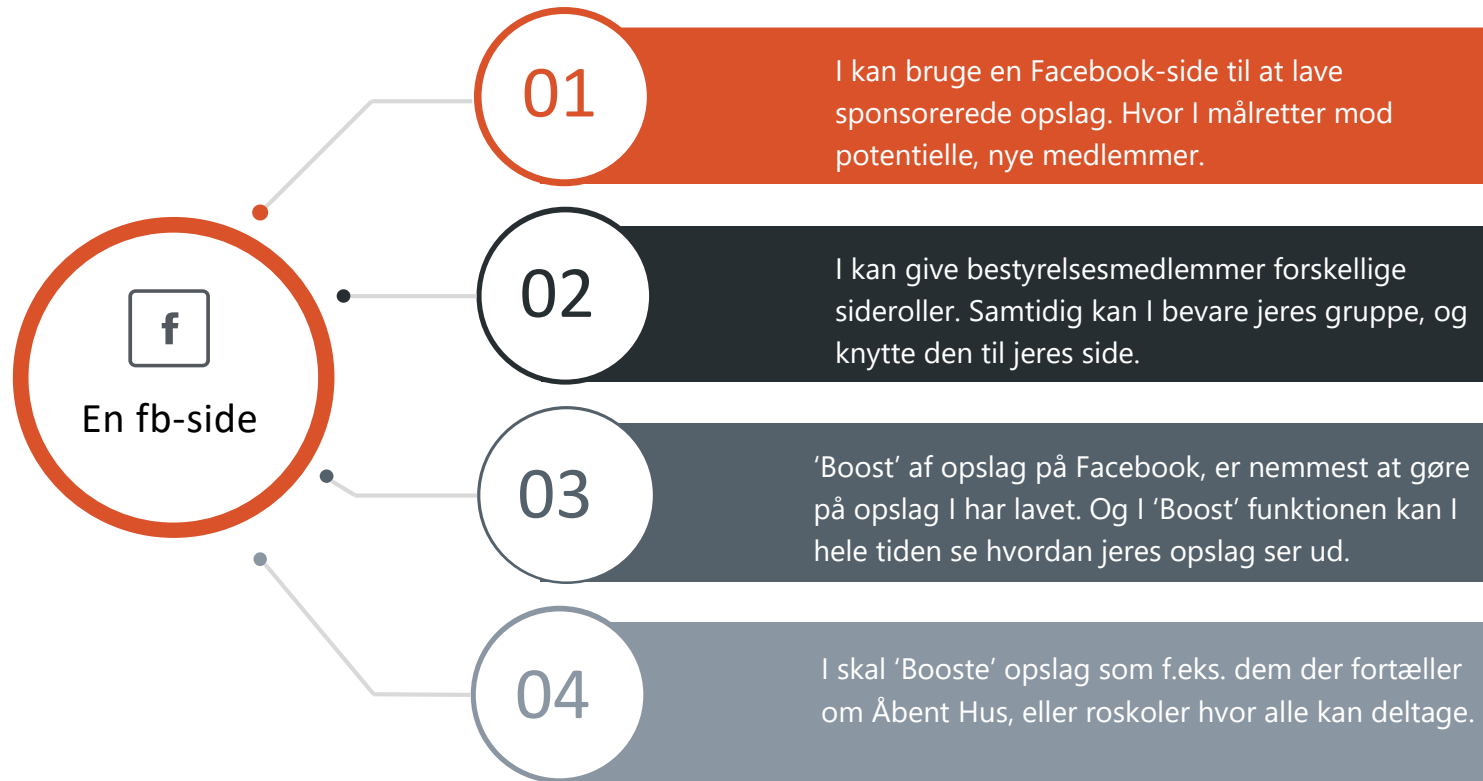 01
I kan bruge en Facebook-side til at lave
sponsorerede opslag. Hvor I målretter mod
potentielle, nye medlemmer.
02
I kan give bestyrelsesmedlemmer forskellige
sideroller. Samtidig kan I bevare jeres gruppe, og
knytte den til jeres side.
f
En fb-side
03
‘Boost’ af opslag på Facebook, er nemmest at gøre
på opslag I har lavet. Og I ‘Boost’ funktionen kan I
hele tiden se hvordan jeres opslag ser ud.
04
I skal ‘Booste’ opslag som f.eks. dem der fortæller
om Åbent Hus, eller roskoler hvor alle kan deltage.